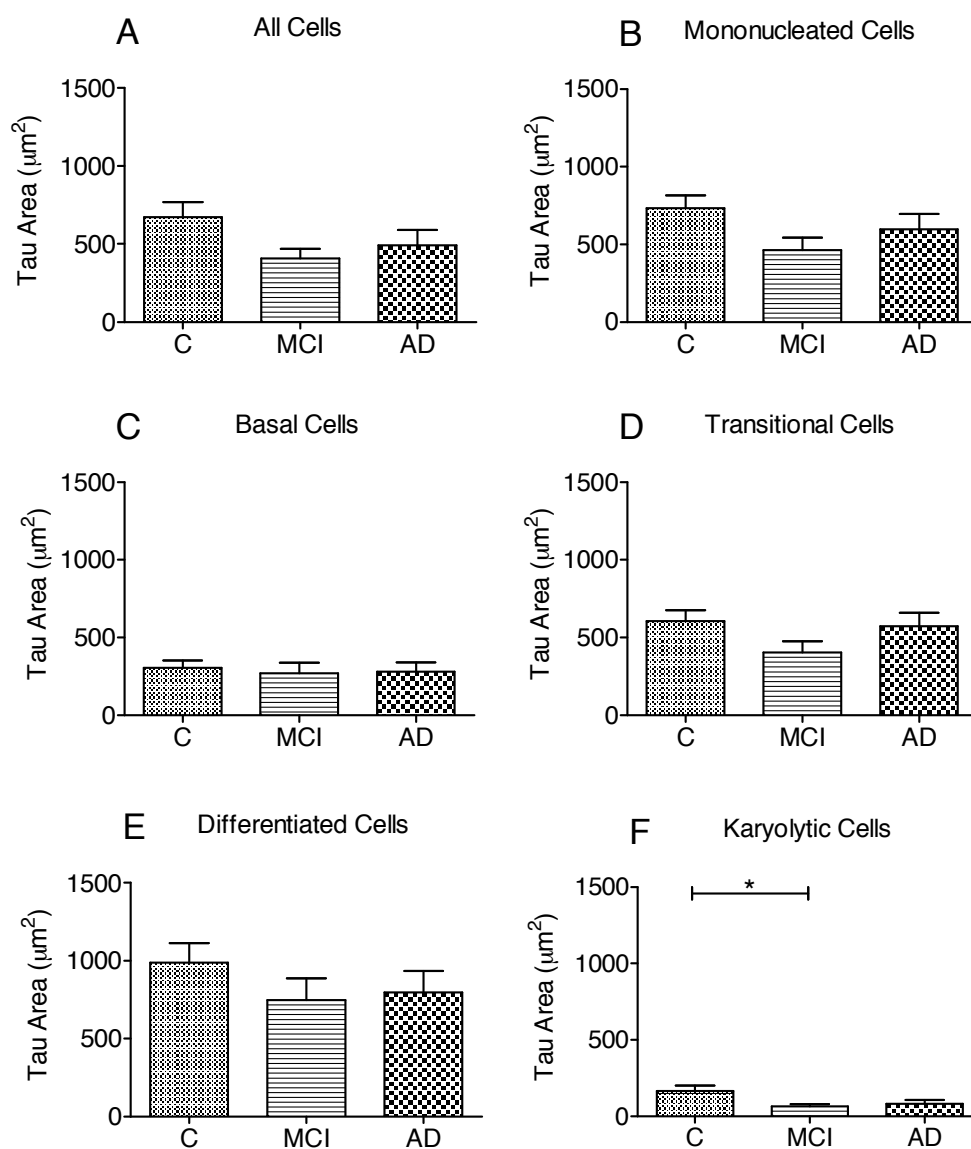 A All Cells
Tau Area (μm²)
1500
1000
500
0
C MCI AD
B Mononucleated Cells
Tau Area (μm²)
1500
1000
500
0
C MCI AD
C Basal Cells
Tau Area (μm²)
1500
1000
500
0
C MCI AD
D Transitional Cells
Tau Area (μm²)
1500
1000
500
0
C MCI AD
E Differentiated Cells
Tau Area (μm²)
1500
1000
500
0
C MCI AD
F Karyolytic Cells
Tau Area (μm²)
1500
1000
500
0
*
C MCI AD